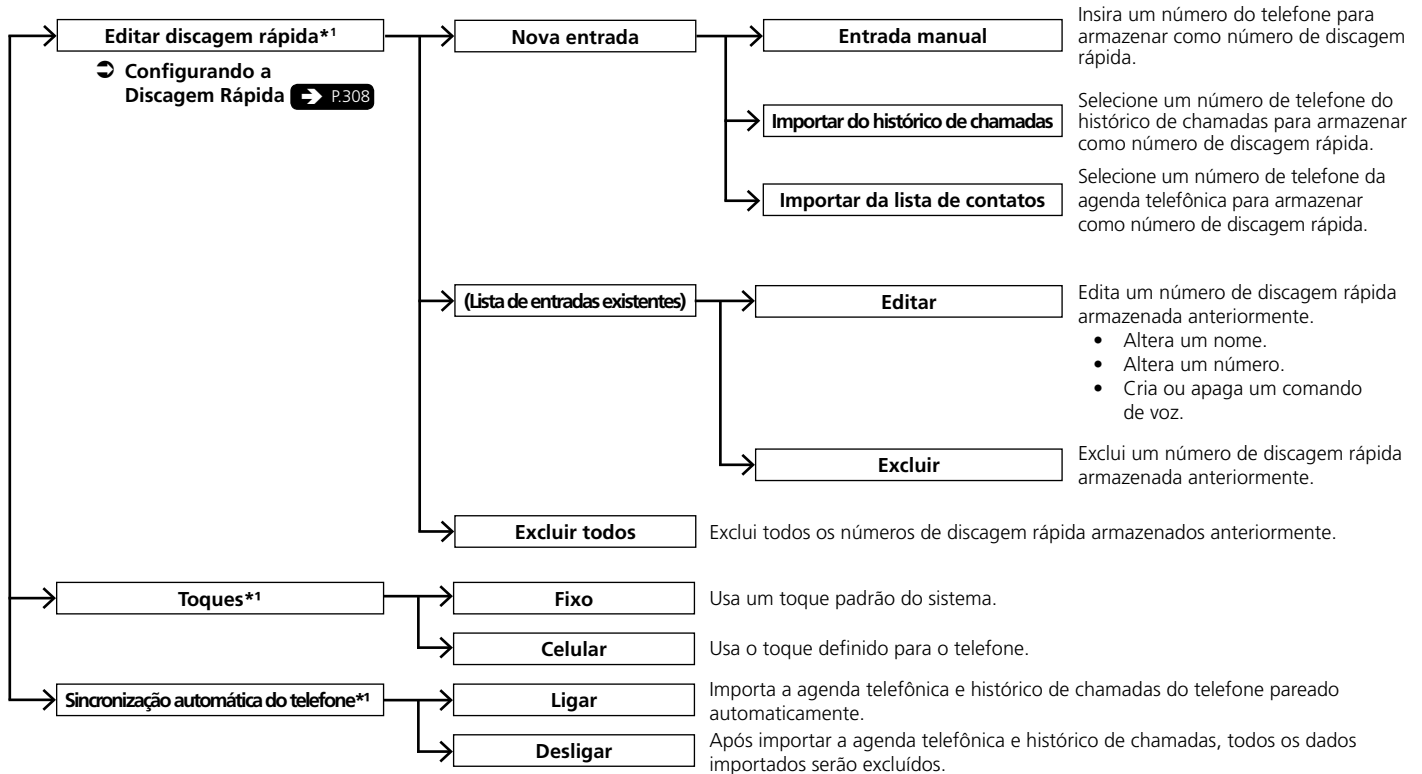 Editar discagem rápida*1
➲ Configurando a
Discagem Rápida ➔ P.308
Nova entrada
Entrada manual
Insira um número do telefone para
armazenar como número de discagem
rápida.
Importar do histórico de chamadas
Selecione um número de telefone do
histórico de chamadas para armazenar
como número de discagem rápida.
Importar da lista de contatos
Selecione um número de telefone da
agenda telefônica para armazenar
como número de discagem rápida.
(Lista de entradas existentes)
Editar
Edita um número de discagem rápida
armazenada anteriormente.
• Altera um nome.
• Altera um número.
• Cria ou apaga um comando
de voz.
Excluir
Exclui um número de discagem rápida
armazenada anteriormente.
Excluir todos
Exclui todos os números de discagem rápida armazenados anteriormente.
Toques*1
Fixo
Usa um toque padrão do sistema.
Celular
Usa o toque definido para o telefone.
Sincronização automática do telefone*1
Ligar
Importa a agenda telefônica e histórico de chamadas do telefone pareado
automaticamente.
Desligar
Após importar a agenda telefônica e histórico de chamadas, todos os dados
importados serão excluídos.